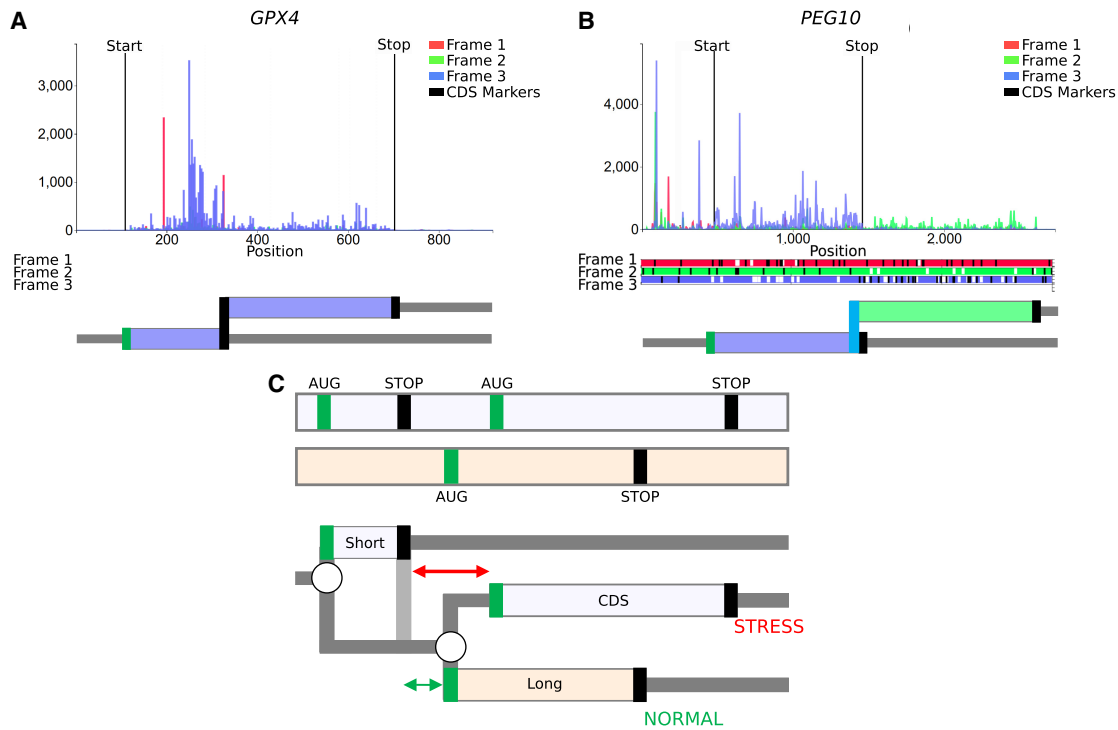 A
GPX4
Start
Stop
Frame 1
Frame 2
Frame 3
CDS Markers
3,000
2,000
1,000
0
200
400
600
800
Position
Frame 1
Frame 2
Frame 3
B
PEG10
Start
Stop
Frame 1
Frame 2
Frame 3
CDS Markers
4,000
2,000
0
1,000
2,000
Position
Frame 1
Frame 2
Frame 3
C
AUG
STOP
AUG
STOP
AUG
STOP
Short
CDS
STRESS
Long
NORMAL